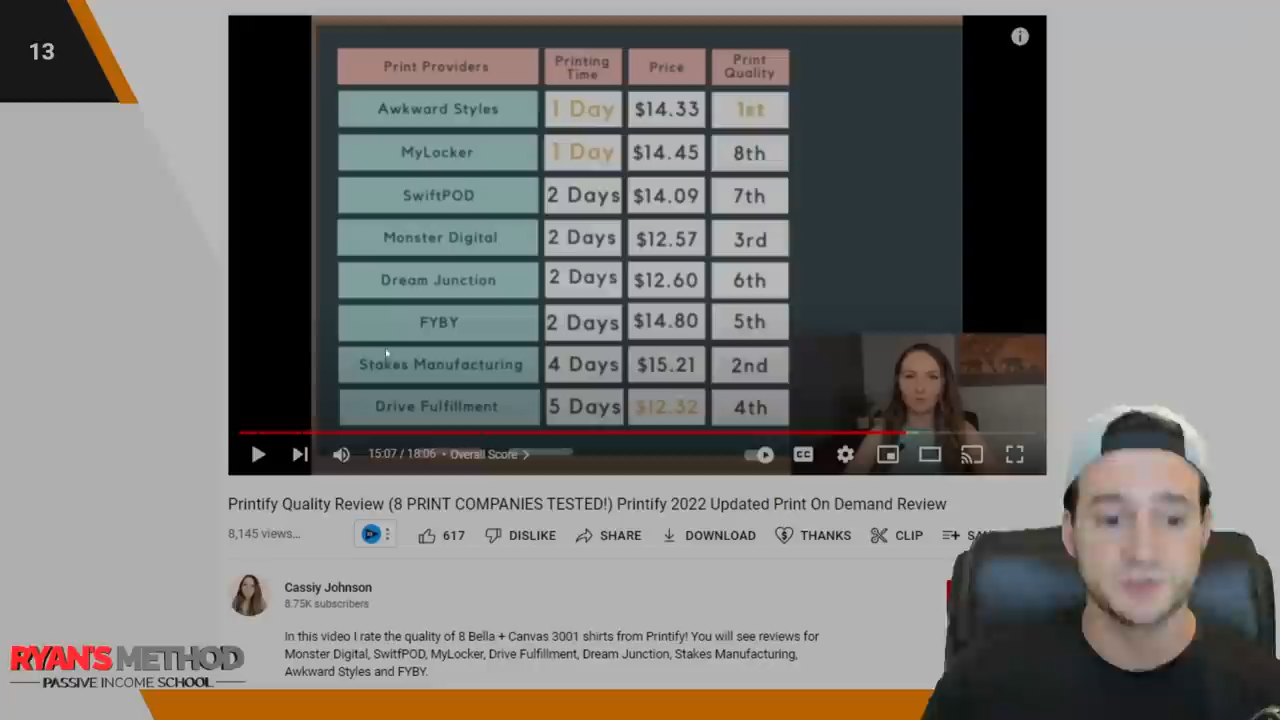 13
Print Providers Printing Time Price Print Quality
Awkward Styles 1 Day $14.33 1st
MyLocker 1 Day $14.45 8th
SwiftPOD 2 Days $14.09 7th
Monster Digital 2 Days $12.57 3rd
Dream Junction 2 Days $12.60 6th
FYBY 2 Days $14.80 5th
Stakes Manufacturing 4 Days $15.21 2nd
Drive Fulfillment 5 Days $12.32 4th
15:07 / 18:06 • Overall Score >
CC
Printify Quality Review (8 PRINT COMPANIES TESTED!) Printify 2022 Updated Print On Demand Review
8,145 views... 617 DISLIKE SHARE DOWNLOAD THANKS CLIP
Cassiy Johnson
8.75K subscribers
In this video I rate the quality of 8 Bella + Canvas 3001 shirts from Printify! You will see reviews for
Monster Digital, SwitfPOD, MyLocker, Drive Fulfillment, Dream Junction, Stakes Manufacturing,
Awkward Styles and FYBY.
RYAN'S METHOD
PASSIVE INCOME SCHOOL